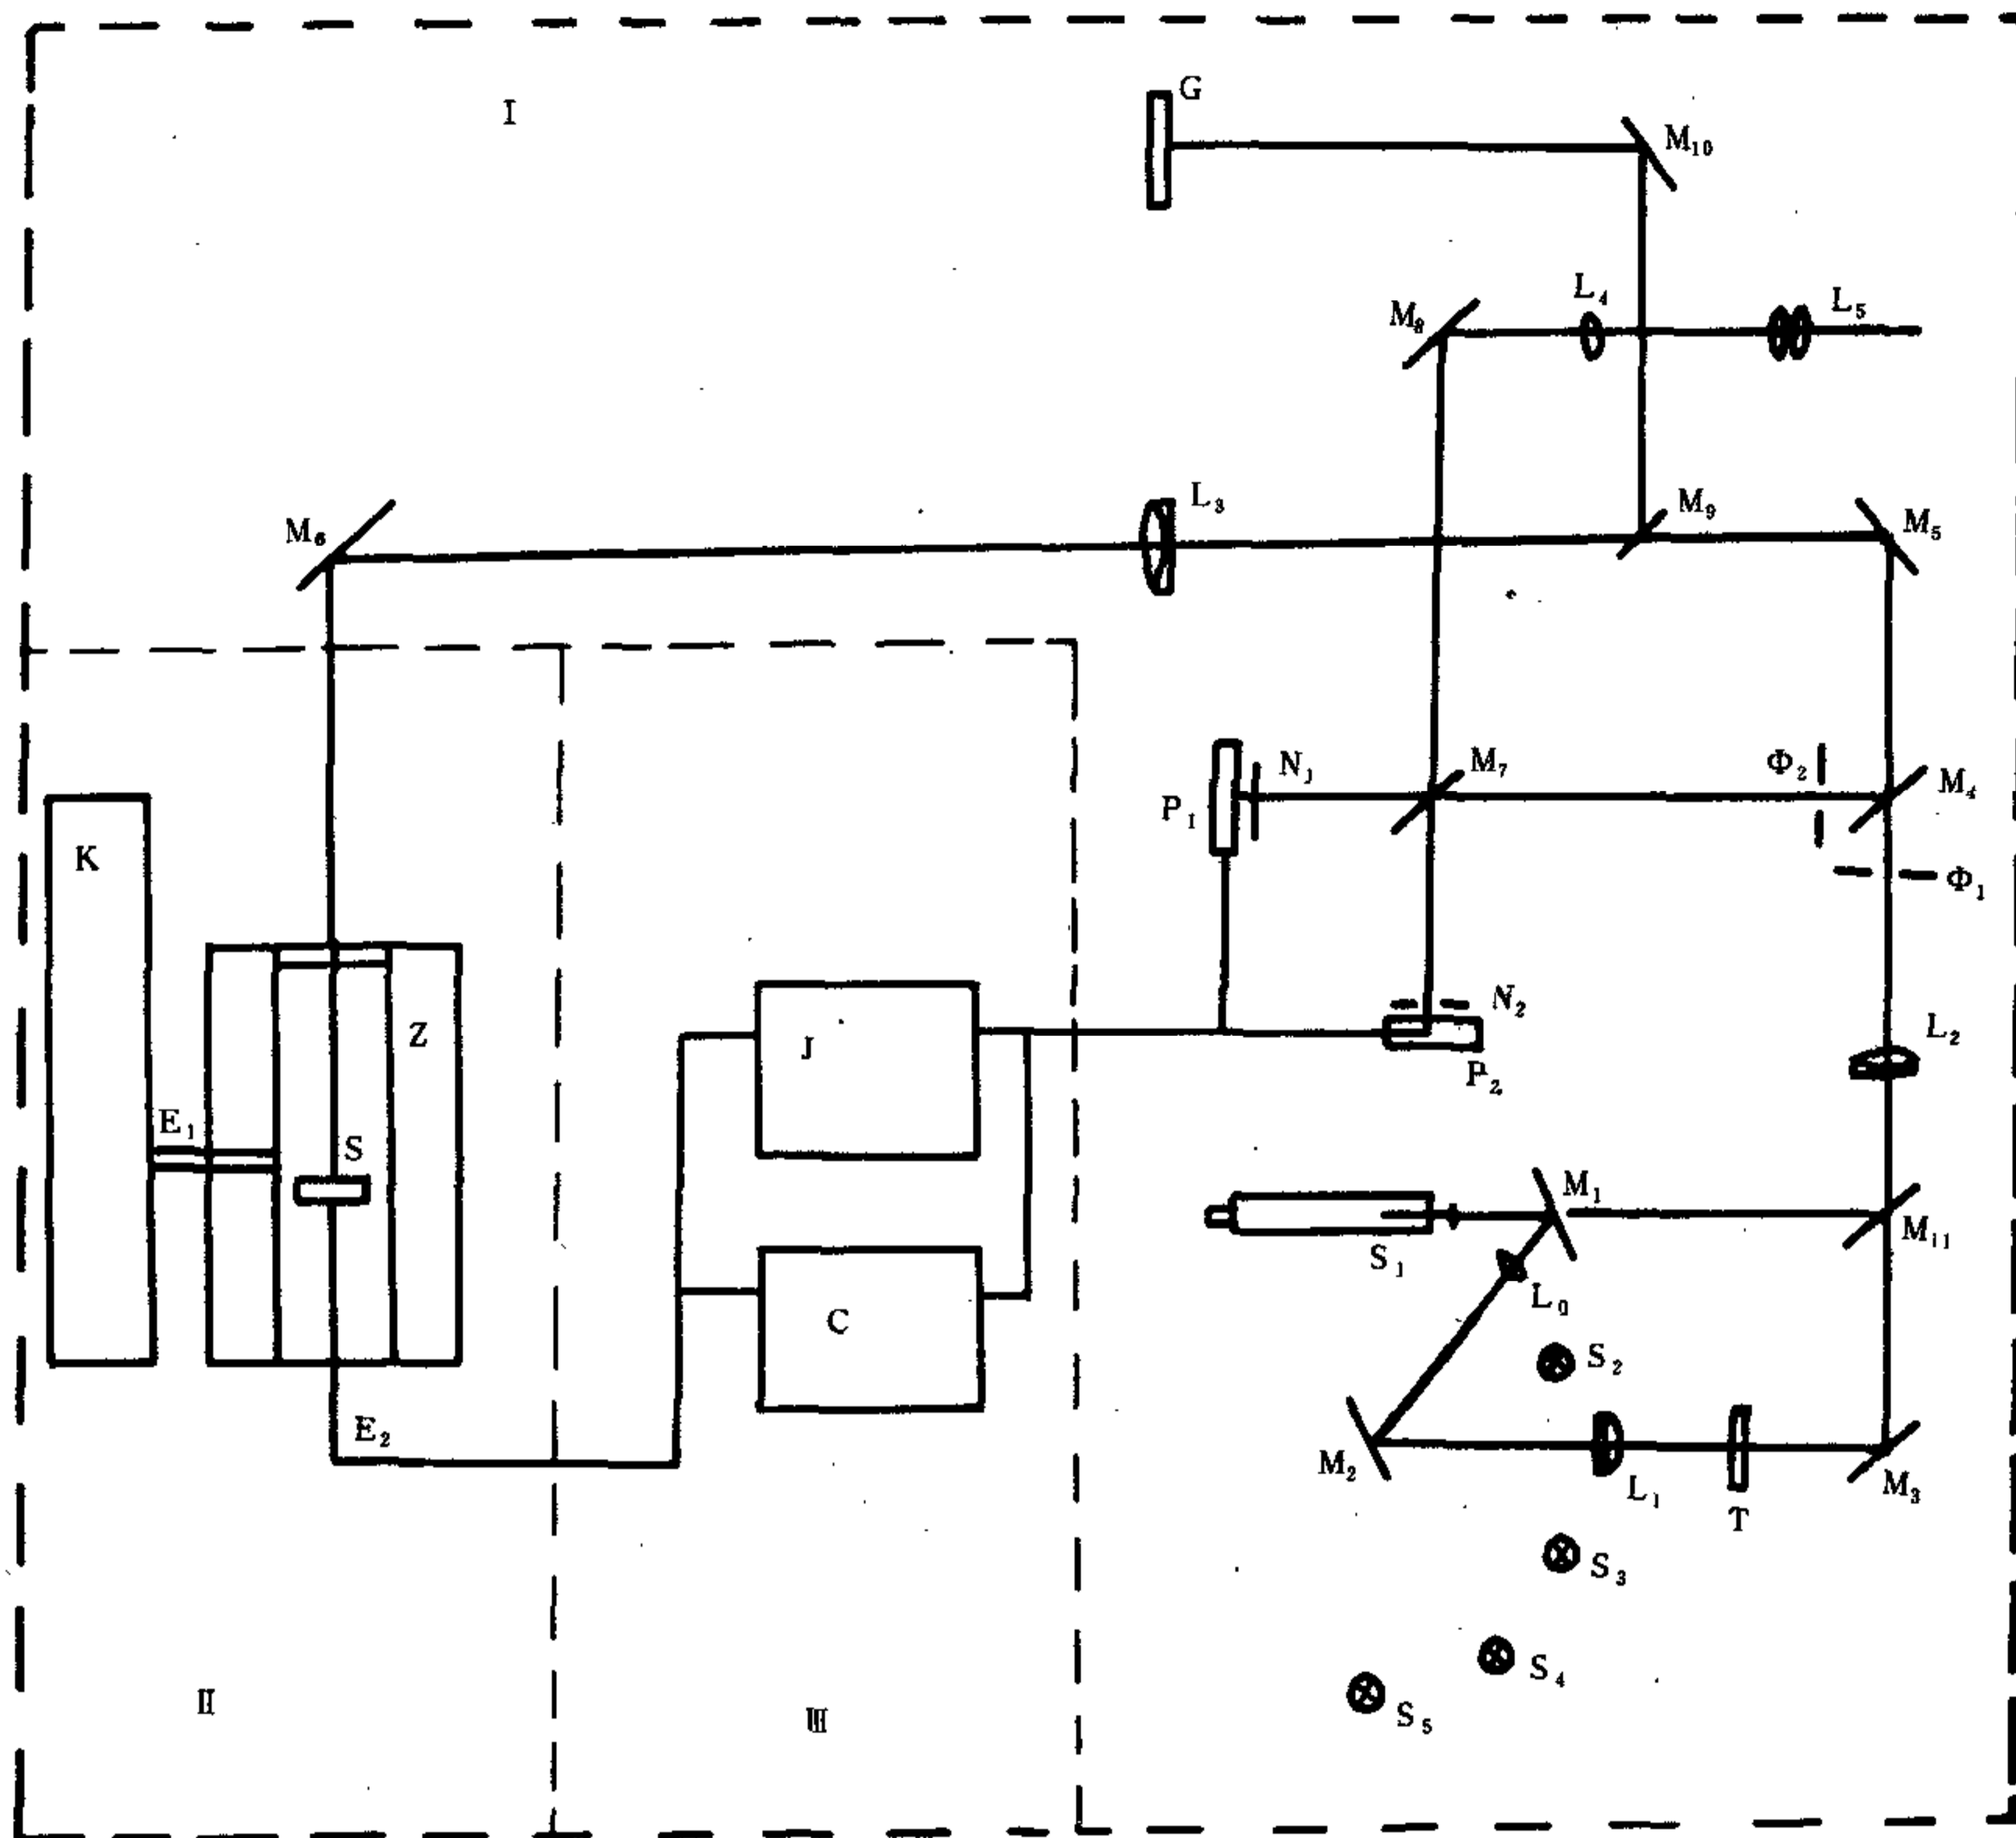 G
I
M₁₀
L₄
L₅
M₈
L₃
M₉
M₅
M₆
N₁
M₇
Φ₂
M₄
P₁
K
Φ₁
N₂
Z
J
L₂
P₂
E₁
S
M₁
M₁₁
S₁
L₀
C
S₂
E₂
M₂
L₁
M₃
T
S₃
S₄
II
III
S₅